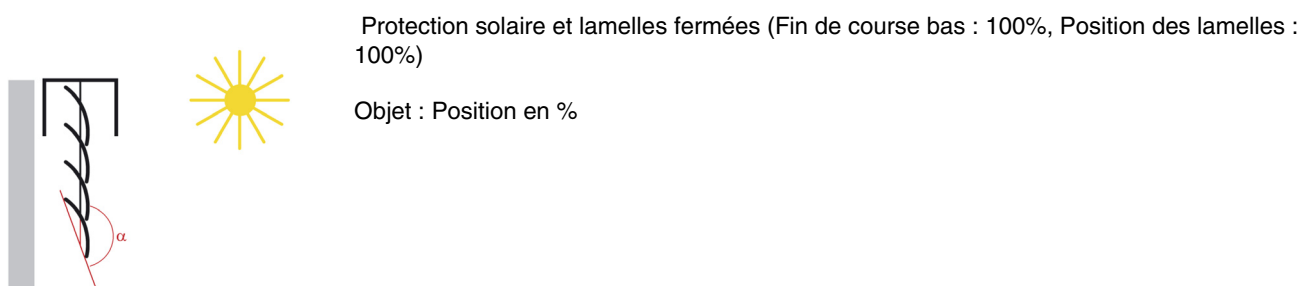 Protection solaire et lamelles fermées (Fin de course bas : 100%, Position des lamelles :
100%)
Objet : Position en %
α